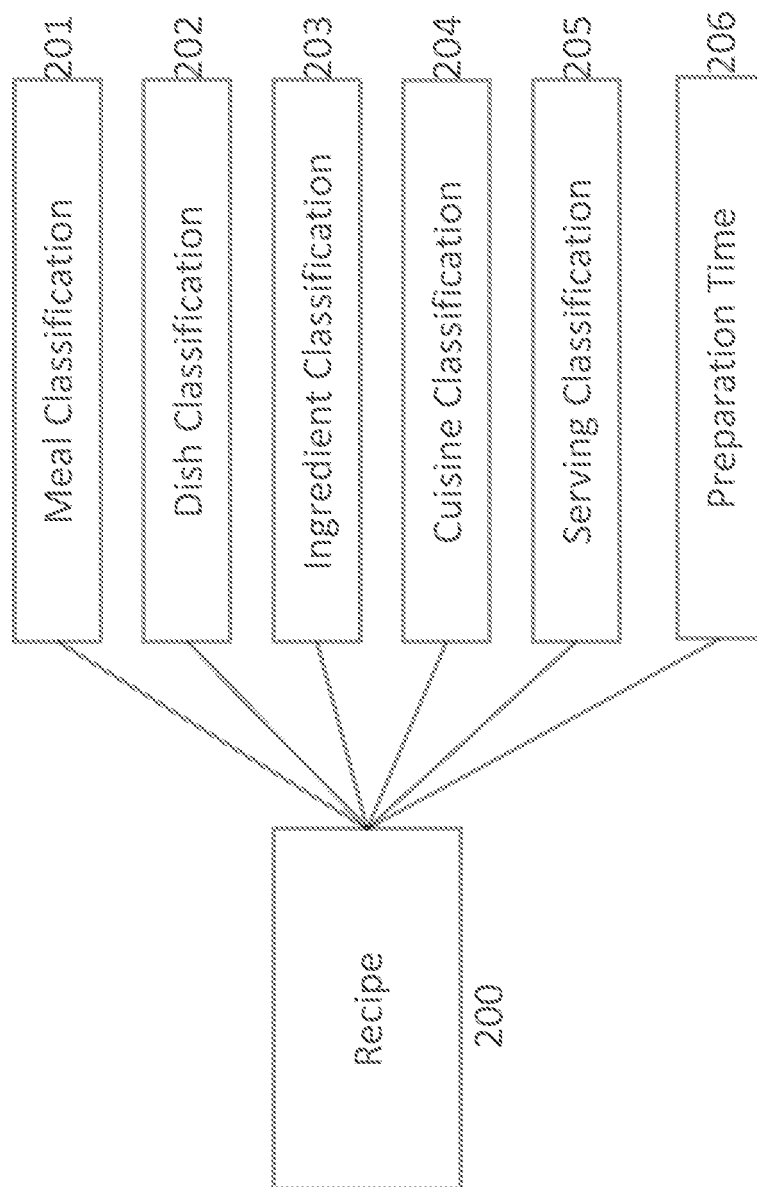 Recipe
200
Meal Classification
201
Dish Classification
202
Ingredient Classification
203
Cuisine Classification
204
Serving Classification
205
Preparation Time
206